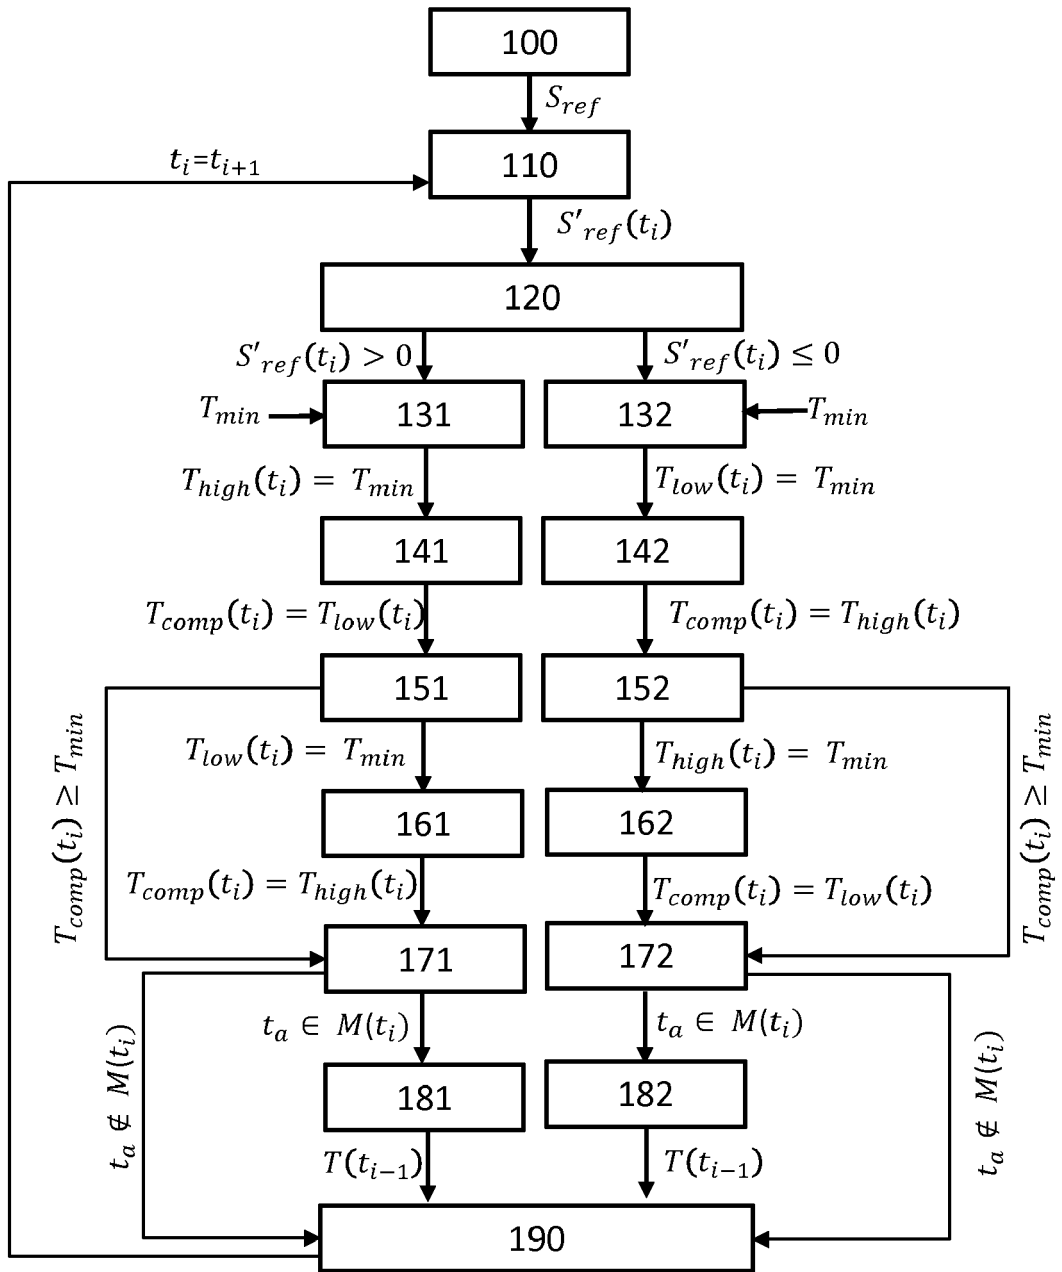 100
S_ref
t_i=t_{i+1}
110
S'_ref(t_i)
120
S'_ref(t_i) > 0
S'_ref(t_i) ≤ 0
T_min
131
132
T_min
T_high(t_i) = T_min
T_low(t_i) = T_min
141
142
T_comp(t_i) = T_low(t_i)
T_comp(t_i) = T_high(t_i)
151
152
T_low(t_i) = T_min
T_high(t_i) = T_min
T_comp(t_i) ≥ T_min
T_comp(t_i) ≥ T_min
161
162
T_comp(t_i) = T_high(t_i)
T_comp(t_i) = T_low(t_i)
171
172
t_a ∈ M(t_i)
t_a ∈ M(t_i)
t_a ∉ M(t_i)
t_a ∉ M(t_i)
181
182
T(t_{i−1})
T(t_{i−1})
190